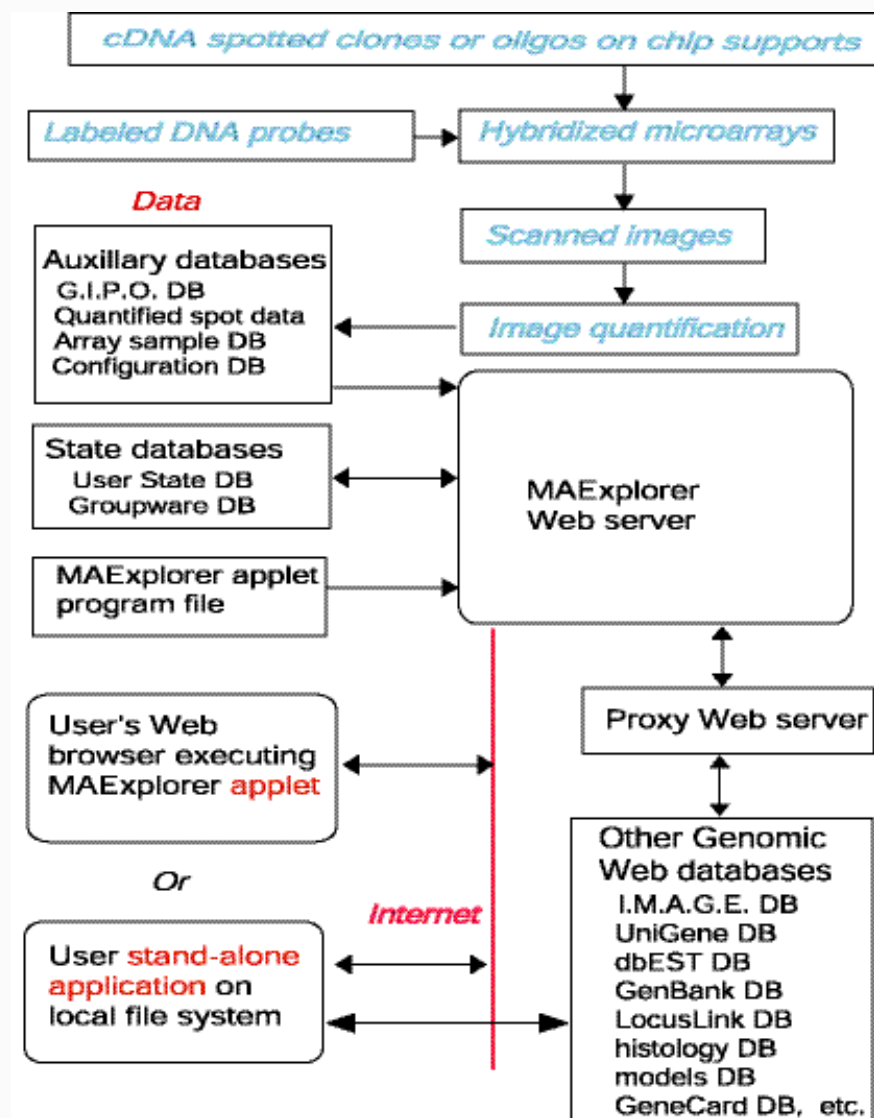 cDNA spotted clones or oligos on chip supports
Labeled DNA probes
Hybridized microarrays
Data
Scanned images
Auxillary databases
G.I.P.O. DB
Quantified spot data
Array sample DB
Configuration DB
Image quantification
State databases
User State DB
Groupware DB
MAExplorer
Web server
MAExplorer applet
program file
User's Web
browser executing
MAExplorer applet
Proxy Web server
Or
Internet
User stand-alone
application on
local file system
Other Genomic
Web databases
I.M.A.G.E. DB
UniGene DB
dbEST DB
GenBank DB
LocusLink DB
histology DB
models DB
GeneCard DB, etc.